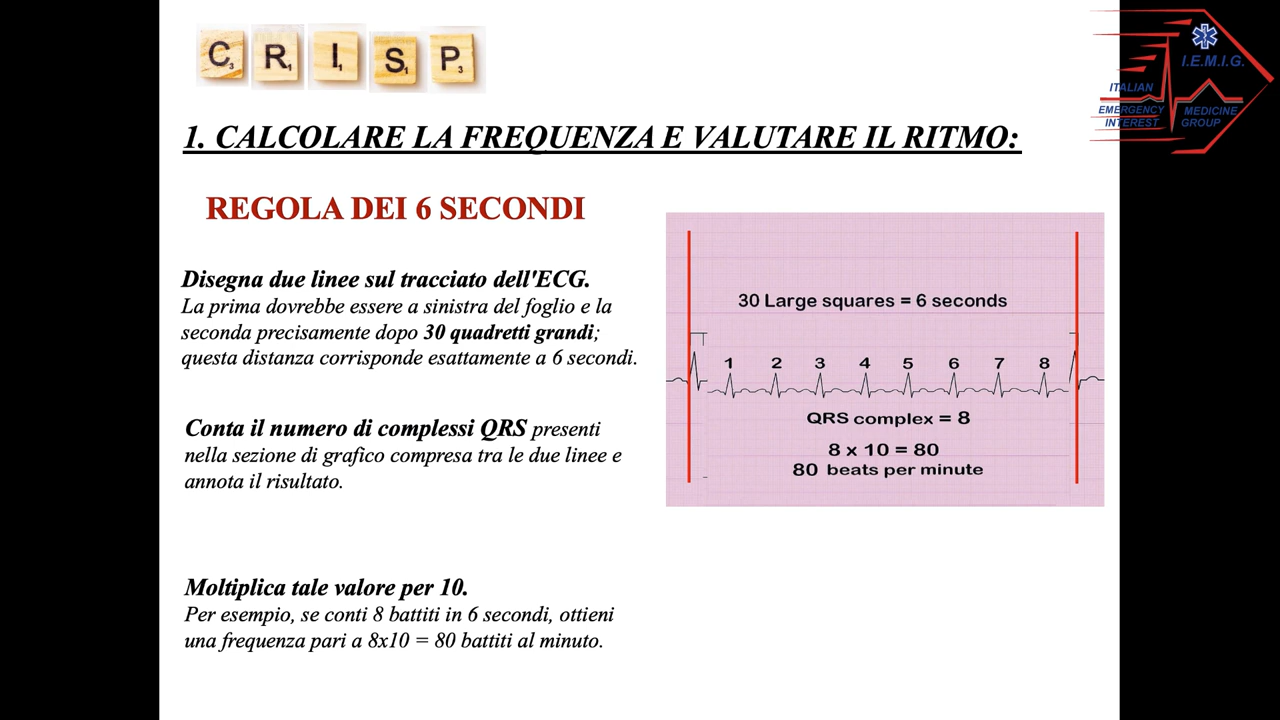 C3 R1 I1 S1 P3
I.E.M.I.G.
ITALIAN
EMERGENCY MEDICINE
INTEREST GROUP
1. CALCOLARE LA FREQUENZA E VALUTARE IL RITMO:
REGOLA DEI 6 SECONDI
Disegna due linee sul tracciato dell'ECG.
La prima dovrebbe essere a sinistra del foglio e la
seconda precisamente dopo 30 quadretti grandi;
questa distanza corrisponde esattamente a 6 secondi.
Conta il numero di complessi QRS presenti
nella sezione di grafico compresa tra le due linee e
annota il risultato.
Moltiplica tale valore per 10.
Per esempio, se conti 8 battiti in 6 secondi, ottieni
una frequenza pari a 8x10 = 80 battiti al minuto.
30 Large squares = 6 seconds
1 2 3 4 5 6 7 8
QRS complex = 8
8 x 10 = 80
80 beats per minute